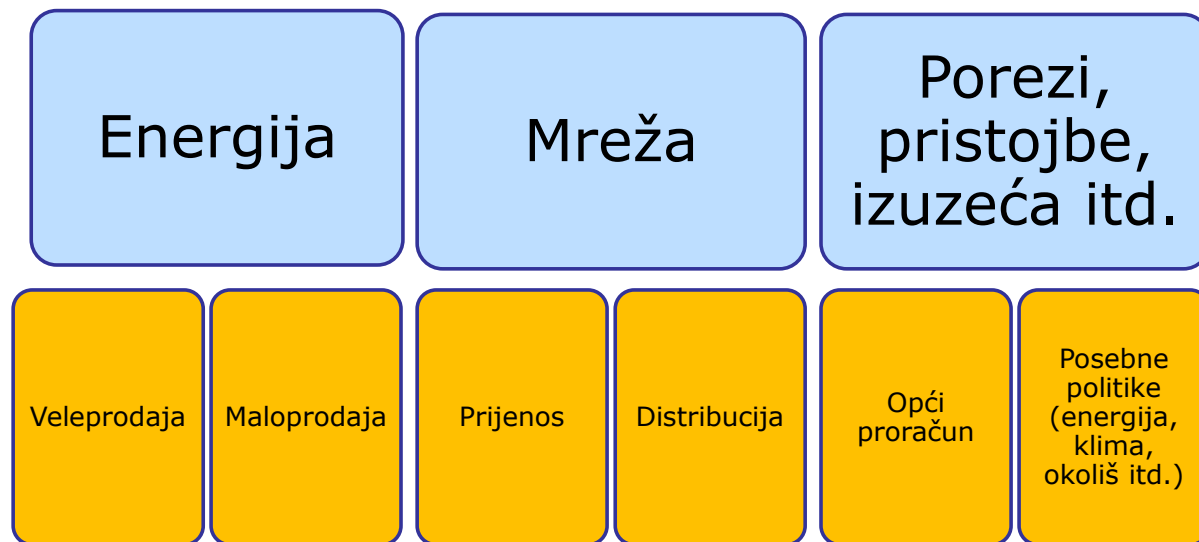 Energija
Mreža
Porezi,
pristojbe,
izuzeća itd.
Veleprodaja
Maloprodaja
Prijenos
Distribucija
Opći
proračun
Posebne
politike
(energija,
klima,
okoliš itd.)